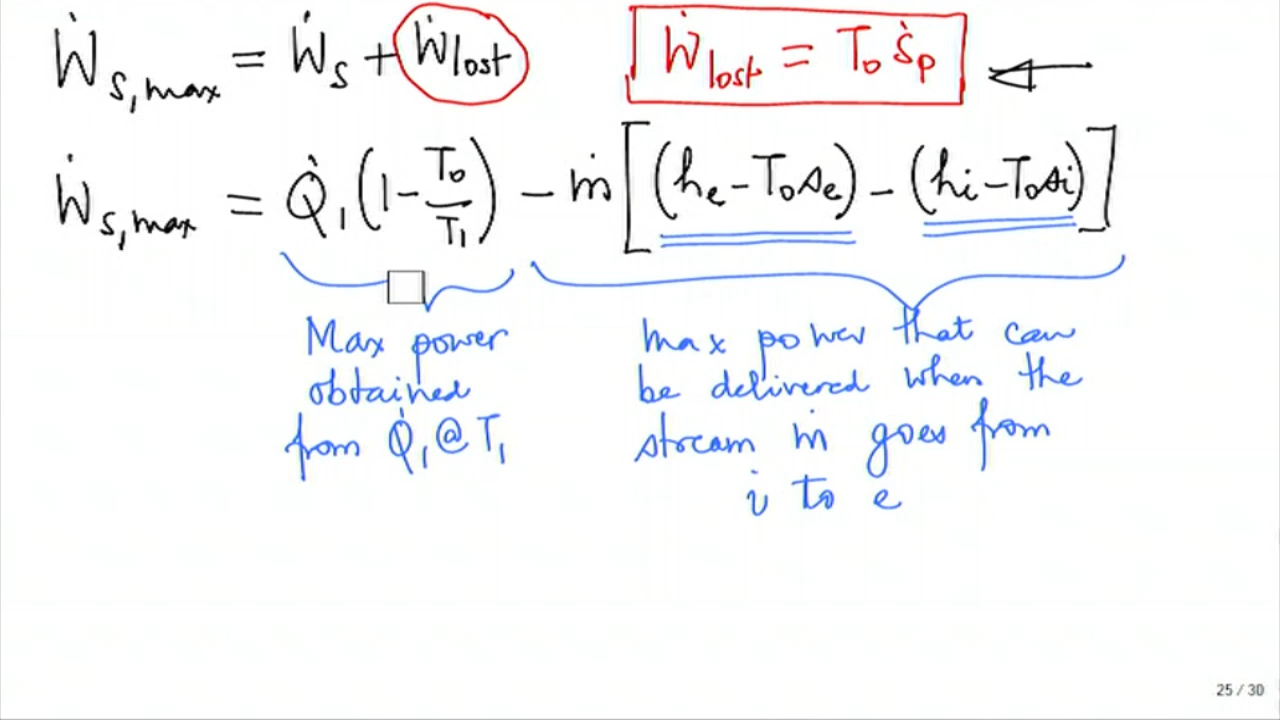 Ẇs,max = Ẇs + Ẇlost   Ẇlost = T₀ Ṡp
Ẇs,max = Q̇₁(1 - T₀/T₁) - ṁ[(he - T₀se) - (hi - T₀si)]
Max power
obtained
from Q̇₁ @ T₁
max power that can
be delivered when the
stream ṁ goes from
i to e
25 / 30